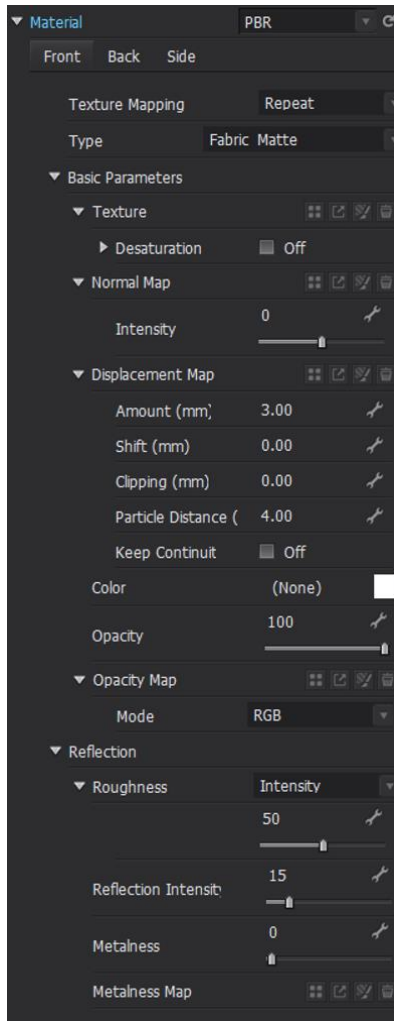 Material PBR
Front Back Side
Texture Mapping Repeat
Type Fabric Matte
Basic Parameters
Texture
Desaturation Off
Normal Map
0
Intensity
Displacement Map
Amount (mm) 3.00
Shift (mm) 0.00
Clipping (mm) 0.00
Particle Distance ( 4.00
Keep Continuit Off
Color (None)
100
Opacity
Opacity Map
Mode RGB
Reflection
Roughness Intensity
50
15
Reflection Intensit
0
Metalness
Metalness Map